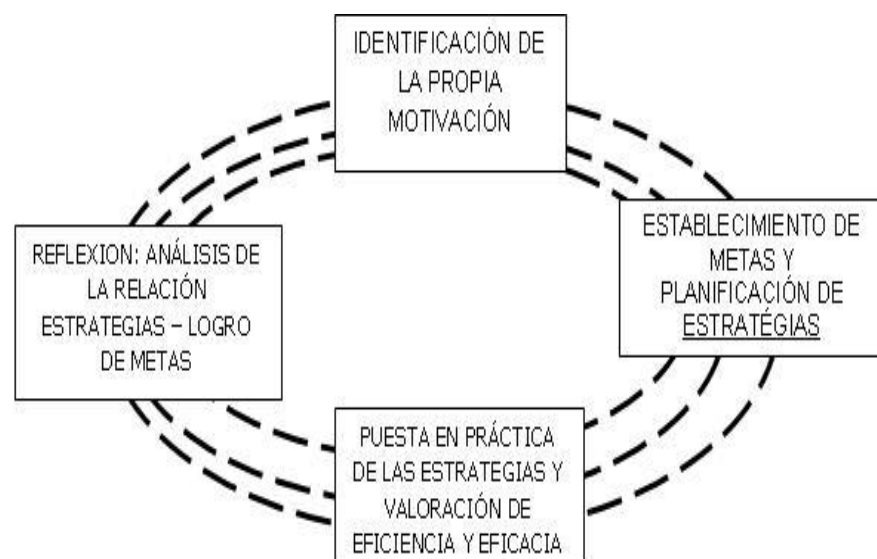 IDENTIFICACIÓN DE
LA PROPIA
MOTIVACIÓN
ESTABLECIMIENTO DE
METAS Y
PLANIFICACIÓN DE
ESTRATÉGIAS
REFLEXION: ANÁLISIS DE
LA RELACIÓN
ESTRATEGIAS – LOGRO
DE METAS
PUESTA EN PRÁCTICA
DE LAS ESTRATEGIAS Y
VALORACIÓN DE
EFICIENCIA Y EFICACIA